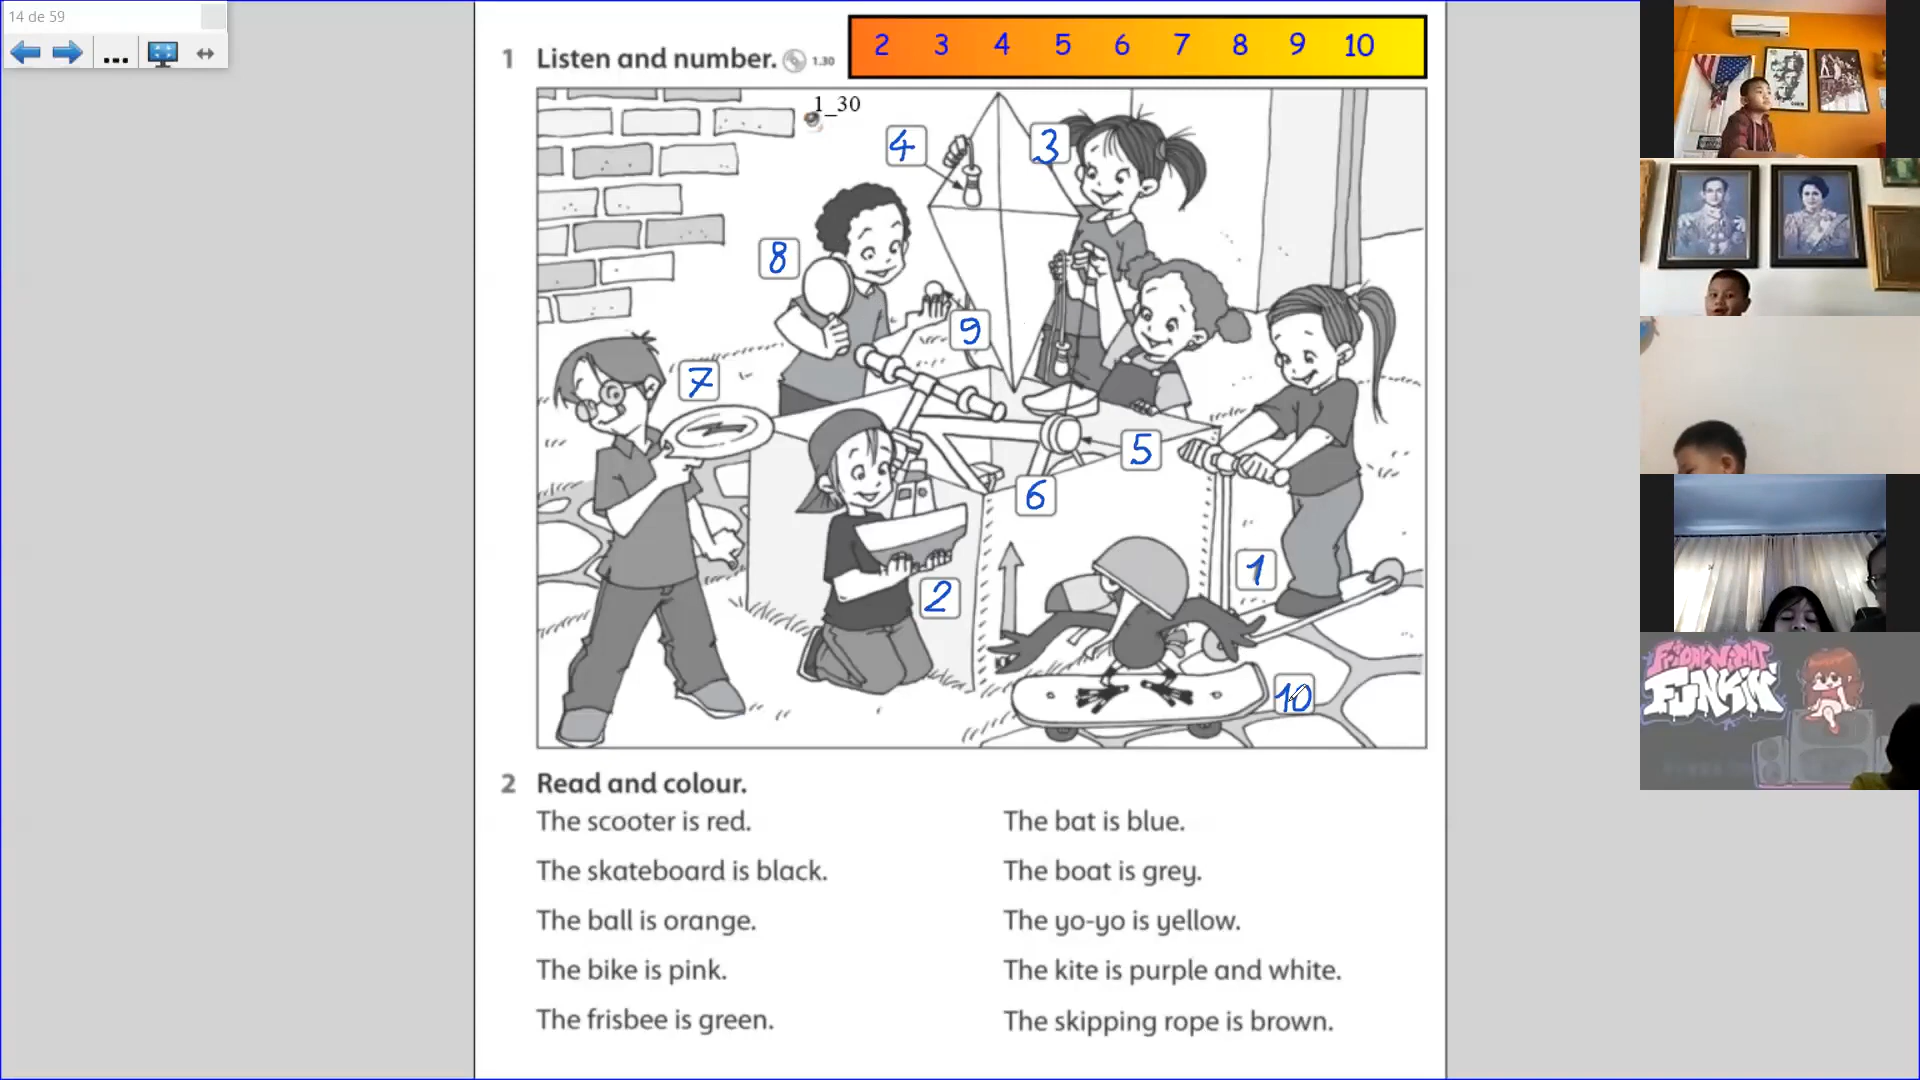 14 de 59
...
1 Listen and number. 1.30
2 3 4 5 6 7 8 9 10
1_30
4
3
8
9
7
5
6
1
2
10
2 Read and colour.
The scooter is red.
The skateboard is black.
The ball is orange.
The bike is pink.
The frisbee is green.
The bat is blue.
The boat is grey.
The yo-yo is yellow.
The kite is purple and white.
The skipping rope is brown.
FRIDAY NIGHT
FUNKIN'